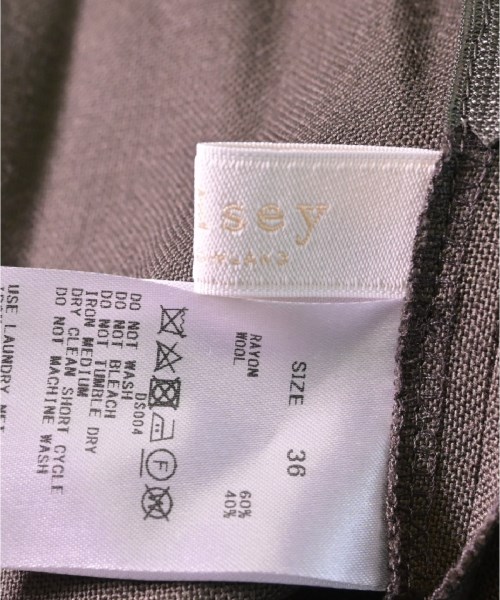 sey
SIZE 36
RAYON 60%
WOOL 40%
DS004
DO NOT WASH
DO NOT BLEACH
DO NOT TUMBLE DRY
IRON MEDIUM
DRY CLEAN SHORT CYCLE
DO NOT MACHINE WASH
USE LAUNDRY NET